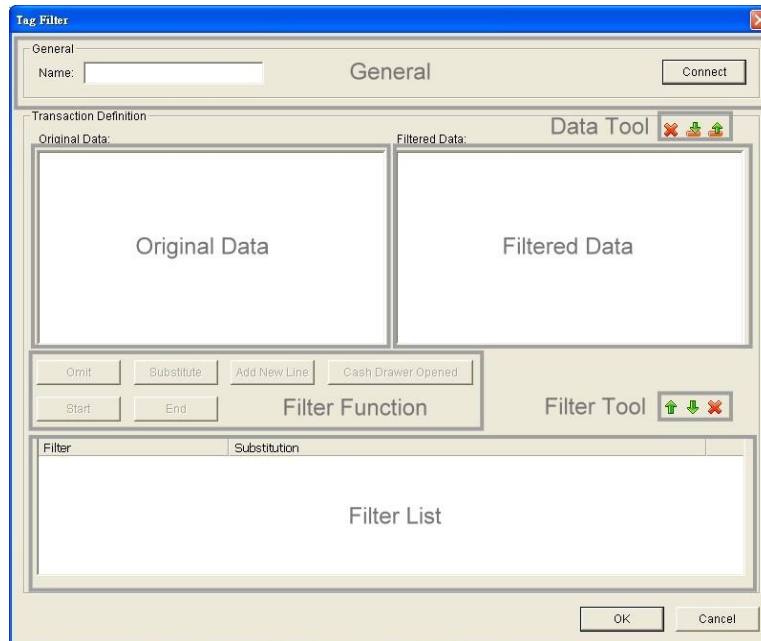 Tag Filter
General
Name:
General
Connect
Transaction Definition
Data Tool
Original Data:
Filtered Data:
Original Data
Filtered Data
Omit
Substitute
Add New Line
Cash Drawer Opened
Start
End
Filter Function
Filter Tool
Filter
Substitution
Filter List
OK
Cancel